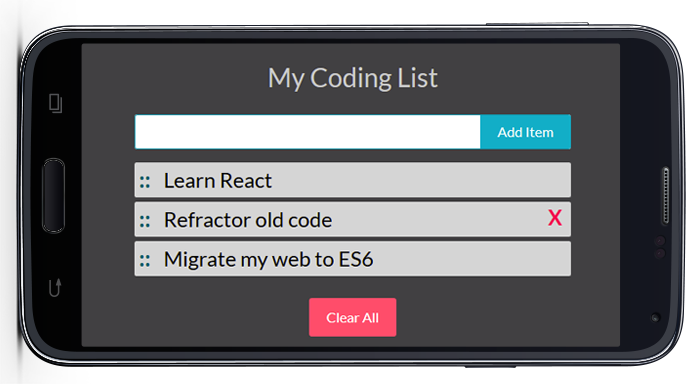 My Coding List
Add Item
:: Learn React
:: Refractor old code X
:: Migrate my web to ES6
Clear All